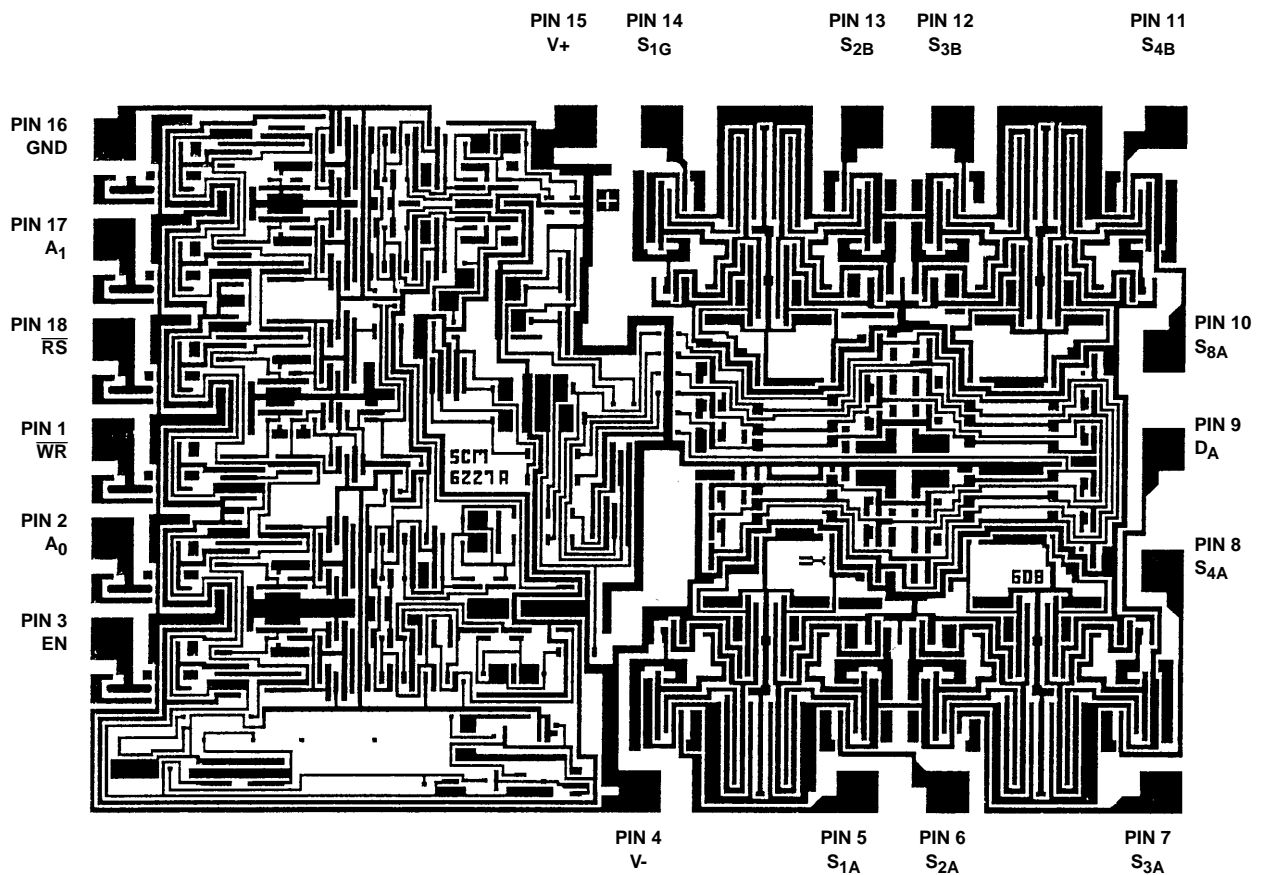 PIN 15
V+
PIN 14
S1G
PIN 13
S2B
PIN 12
S3B
PIN 11
S4B
PIN 16
GND
PIN 17
A1
PIN 18
RS
PIN 10
S8A
PIN 1
WR
PIN 9
DA
SCM
6227A
PIN 2
A0
PIN 8
S4A
GDB
PIN 3
EN
PIN 4
V-
PIN 5
S1A
PIN 6
S2A
PIN 7
S3A